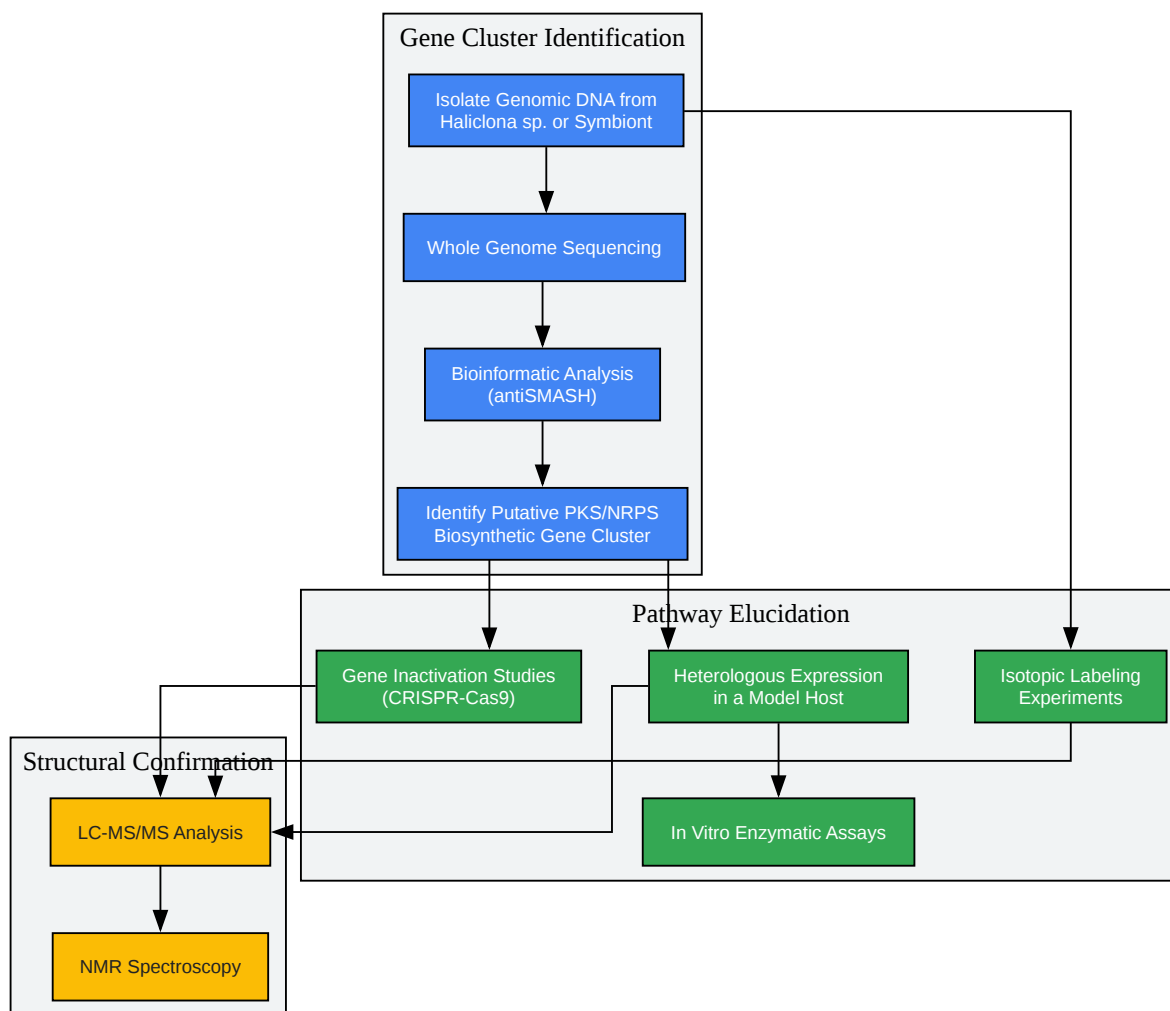 Gene Cluster Identification
Isolate Genomic DNA from
Haliclona sp. or Symbiont
Whole Genome Sequencing
Bioinformatic Analysis
(antiSMASH)
Identify Putative PKS/NRPS
Biosynthetic Gene Cluster
Pathway Elucidation
Gene Inactivation Studies
(CRISPR-Cas9)
Heterologous Expression
in a Model Host
Isotopic Labeling
Experiments
In Vitro Enzymatic Assays
Structural Confirmation
LC-MS/MS Analysis
NMR Spectroscopy